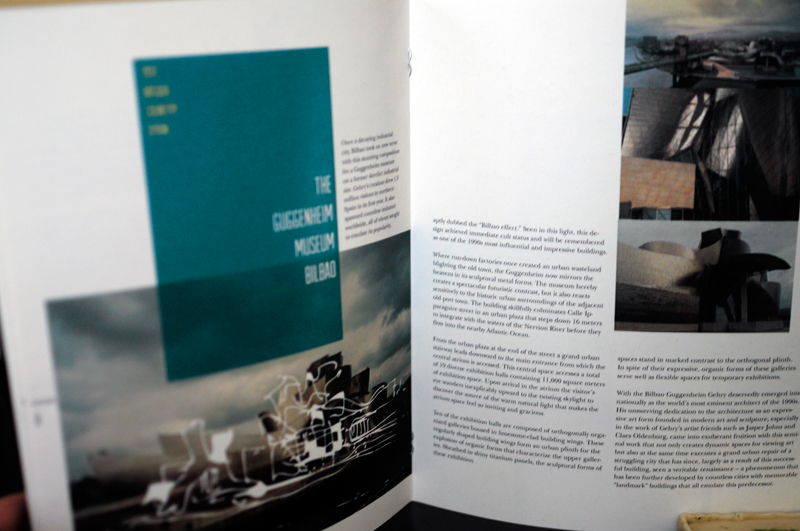 THE
GUGGENHEIM
MUSEUM
BILBAO
Once a decaying industrial
city, Bilbao took on new verve
with this stunning composition
for a Guggenheim museum
on a former derelict industrial
site. Gehry's creation drew 1.3
million visitors to northern
Spain in its first year. It also
spawned countless imitators
worldwide, all of whom sought
to emulate its popularity,
aptly dubbed the "Bilbao effect." Seen in this light, this de-
sign achieved immediate cult status and will be remembered
as one of the 1990s most influential and impressive buildings.
Where run-down factories once created an urban wasteland
blighting the old town, the Guggenheim now mirrors the
heavens in its sculptural metal forms. The museum hereby
creates a spectacular futuristic contrast, but it also reacts
sensitively to the historic urban surroundings of the adjacent
old port town. The building skillfully culminates Calle Ip-
paraguire street in an urban plaza that steps down 16 meters
to integrate with the waters of the Nervion River before they
flow into the nearby Atlantic Ocean.
From the urban plaza at the end of the street a grand urban
stairway leads downward to the main entrance from which the
central atrium is accessed. This central space accesses a total
of 19 diverse exhibition halls containing 11,000 square meters
of exhibition space. Upon arrival in the atrium the visitor's
eye wanders inexplicably upward to the twisting skylight to
discover the source of the warm natural light that makes the
atrium space feel so inviting and gracious.
Ten of the exhibition halls are composed of orthogonally orga-
nized galleries housed in limestone-clad building wings. These
regularly shaped building wings form an urban plinth for the
explosion of organic forms that characterize the upper galler-
ies. Sheathed in shiny titanium panels, the sculptural forms of
these exhibition
spaces stand in marked contrast to the orthogonal plinth.
In spite of their expressive, organic forms of these galleries
serve well as flexible spaces for temporary exhibitions.
With the Bilbao Guggenheim Gehry deservedly emerged inter-
nationally as the world's most eminent architect of the 1990s.
His unswerving dedication to the architecture as an expres-
sive art form founded in modern art and sculpture, especially
in the work of Gehry's artist friends such as Jasper Johns and
Claes Oldenburg, came into exuberant fruition with this semi-
nal work that not only creates dynamic spaces for viewing art
but also at the same time executes a grand urban repair of a
struggling city that has since, largely as a result of this success-
ful building, seen a veritable renaissance – a phenomenon that
has been further developed by countless cities with memorable
"landmark" buildings that all emulate this predecessor.